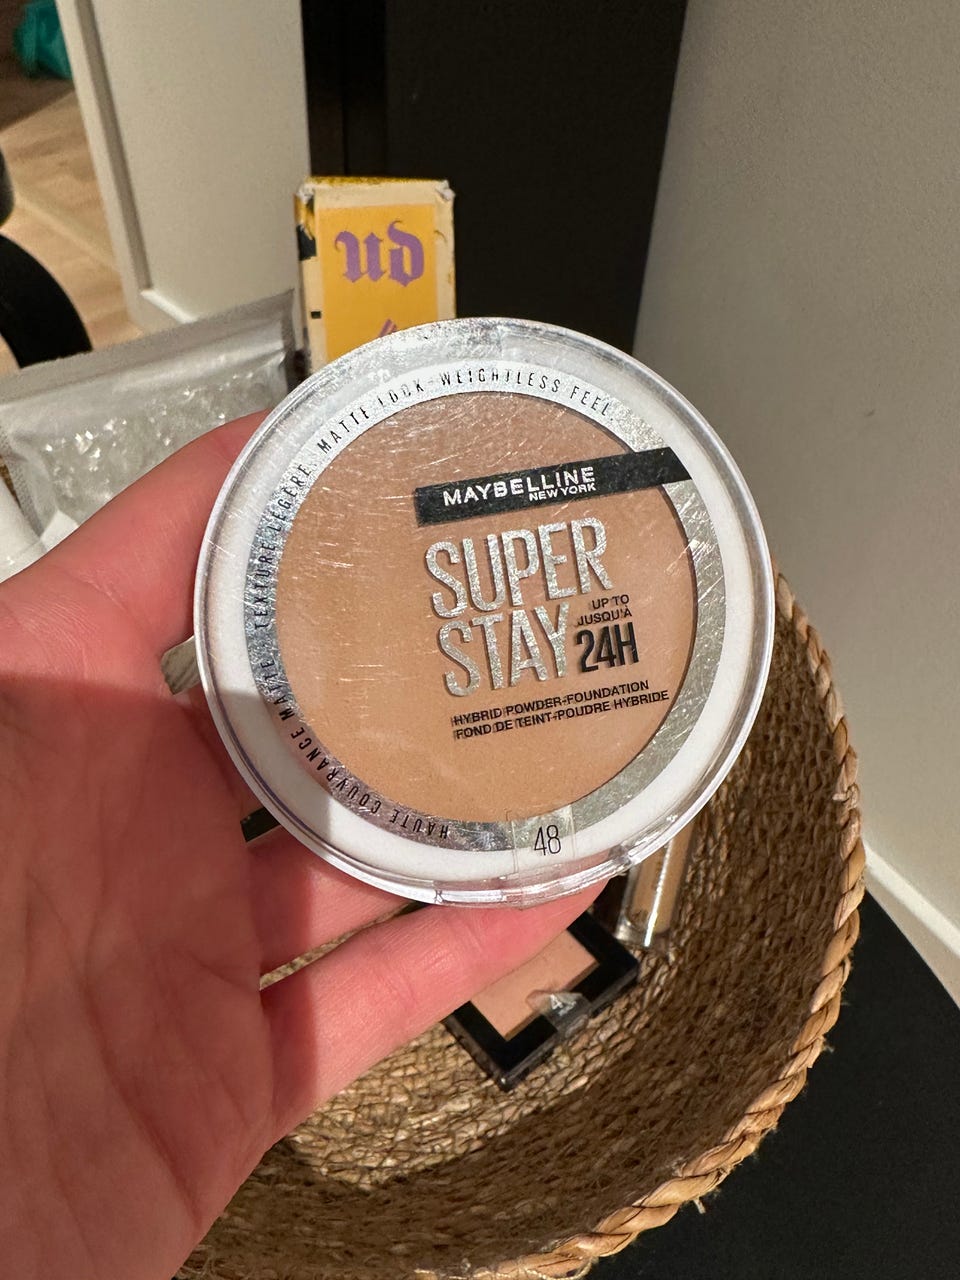 ud
MATTE LOOK-WEIGHTLESS FEEL.
MAYBELLINE
NEW YORK
SUPER
STAY
UP TO
JUSQU'À
24H
HYBRID POWDER-FOUNDATION
FOND DE TEINT-POUDRE HYBRIDE
HAUTE COUVRANCE MATTE. TEXTURE LÉGÈRE.
48